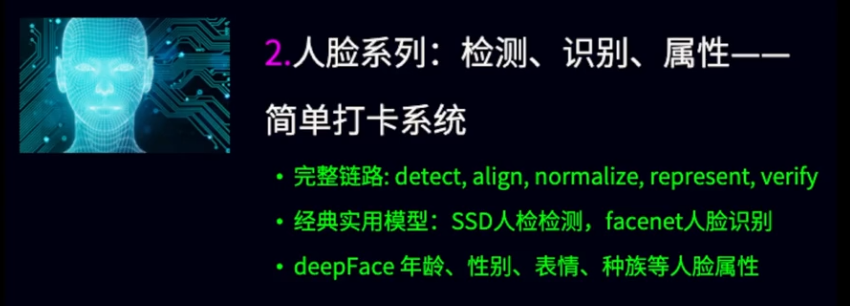 2.人脸系列：检测、识别、属性——
简单打卡系统
• 完整链路: detect, align, normalize, represent, verify
• 经典实用模型：SSD人检检测，facenet人脸识别
• deepFace 年龄、性别、表情、种族等人脸属性